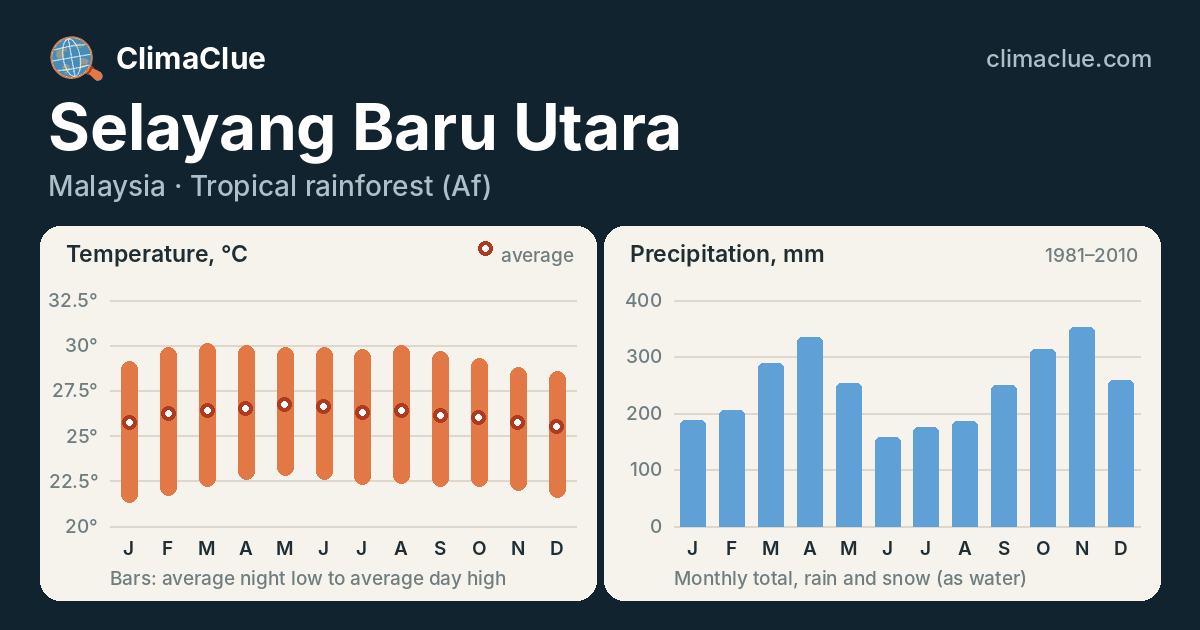 ClimaClue
climaclue.com
Selayang Baru Utara
Malaysia · Tropical rainforest (Af)
Temperature, °C
average
32.5°
30°
27.5°
25°
22.5°
20°
J F M A M J J A S O N D
Bars: average night low to average day high
Precipitation, mm
1981–2010
400
300
200
100
0
J F M A M J J A S O N D
Monthly total, rain and snow (as water)